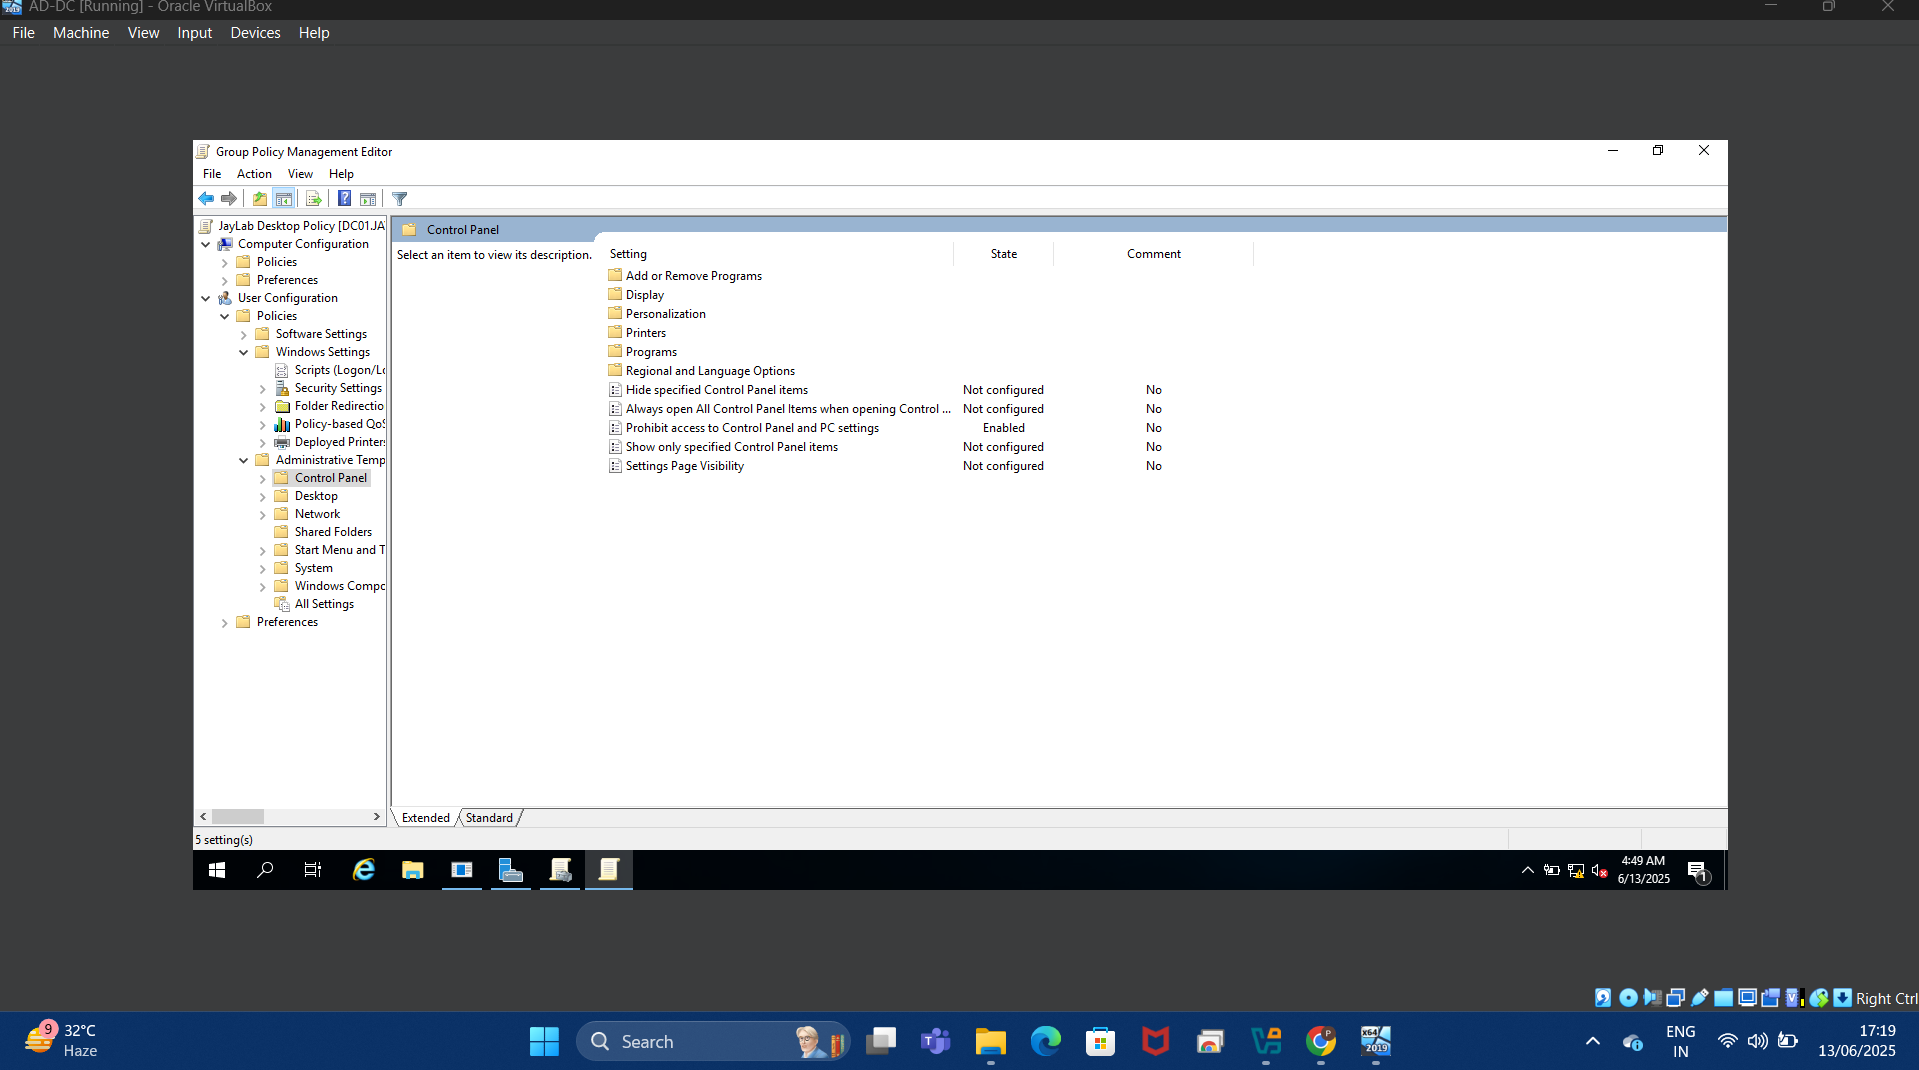 AD-DC [Running] - Oracle VirtualBox
File Machine View Input Devices Help
Group Policy Management Editor
File Action View Help
JayLab Desktop Policy [DC01.JA
Computer Configuration
Policies
Preferences
User Configuration
Policies
Software Settings
Windows Settings
Scripts (Logon/Lo
Security Settings
Folder Redirectio
Policy-based QoS
Deployed Printers
Administrative Temp
Control Panel
Desktop
Network
Shared Folders
Start Menu and T
System
Windows Compo
All Settings
Preferences
Control Panel
Select an item to view its description.
Setting State Comment
Add or Remove Programs
Display
Personalization
Printers
Programs
Regional and Language Options
Hide specified Control Panel items Not configured No
Always open All Control Panel Items when opening Control ... Not configured No
Prohibit access to Control Panel and PC settings Enabled No
Show only specified Control Panel items Not configured No
Settings Page Visibility Not configured No
Extended Standard
5 setting(s)
4:49 AM
6/13/2025
1
Right Ctrl
9
32°C
Haze
Search
X64
2019
ENG
IN
17:19
13/06/2025